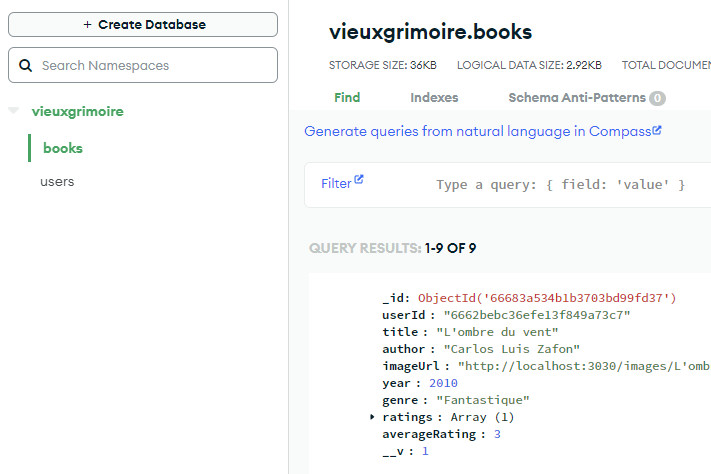 + Create Database
Search Namespaces
vieuxgrimoire
books
users
vieuxgrimoire.books
STORAGE SIZE: 36KB LOGICAL DATA SIZE: 2.92KB TOTAL DOCUMEN
Find Indexes Schema Anti-Patterns 0
Generate queries from natural language in Compass
Filter Type a query: { field: 'value' }
QUERY RESULTS: 1-9 OF 9
_id: ObjectId('66683a534b1b3703bd99fd37')
userId : "6662bebc36efe13f849a73c7"
title : "L'ombre du vent"
author : "Carlos Luis Zafon"
imageUrl : "http://localhost:3030/images/L'omb
year : 2010
genre : "Fantastique"
ratings : Array (1)
averageRating : 3
__v : 1